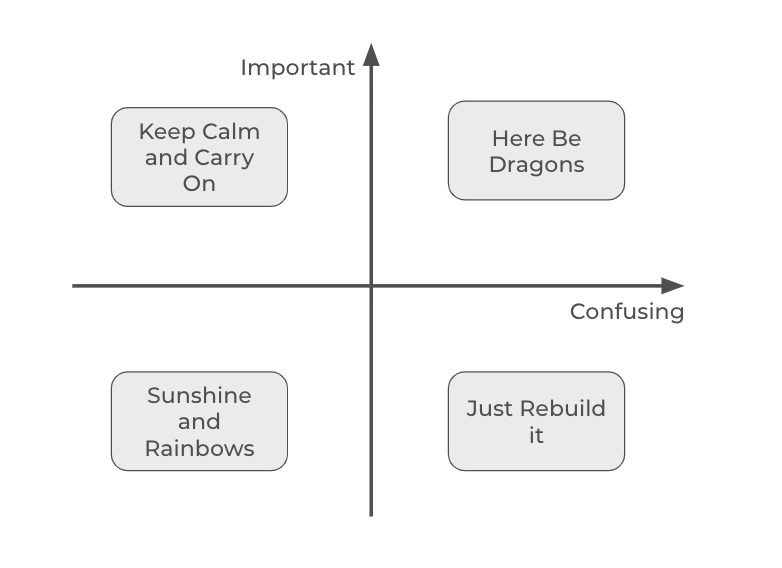 Important
Keep Calm
and Carry
On
Here Be
Dragons
Confusing
Sunshine
and
Rainbows
Just Rebuild
it